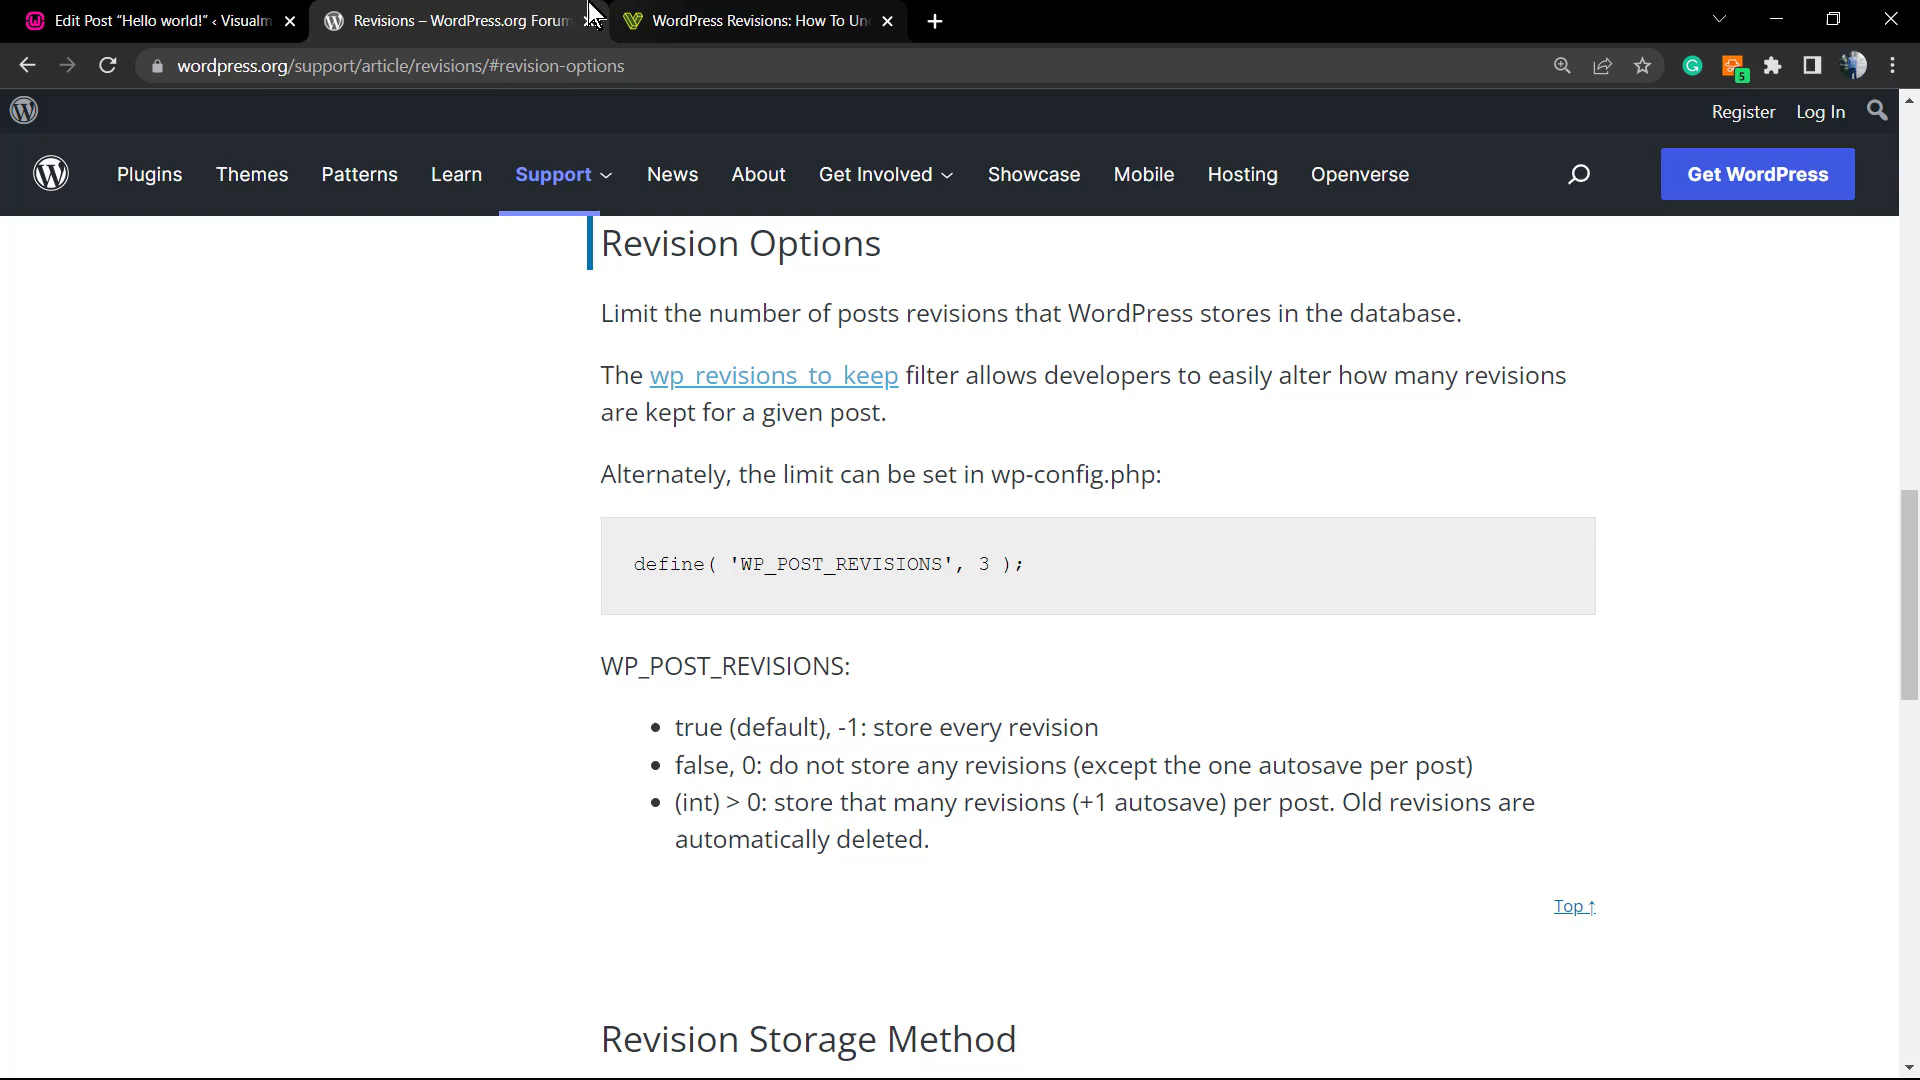 Edit Post “Hello world!” ‹ Visualm
Revisions – WordPress.org Forum
WordPress Revisions: How To Un
wordpress.org/support/article/revisions/#revision-options
5
Register Log In
Plugins Themes Patterns Learn Support News About Get Involved Showcase Mobile Hosting Openverse Get WordPress
Revision Options
Limit the number of posts revisions that WordPress stores in the database.
The wp_revisions_to_keep filter allows developers to easily alter how many revisions
are kept for a given post.
Alternately, the limit can be set in wp-config.php:
define( 'WP_POST_REVISIONS', 3 );
WP_POST_REVISIONS:
• true (default), -1: store every revision
• false, 0: do not store any revisions (except the one autosave per post)
• (int) > 0: store that many revisions (+1 autosave) per post. Old revisions are
automatically deleted.
Top ↑
Revision Storage Method